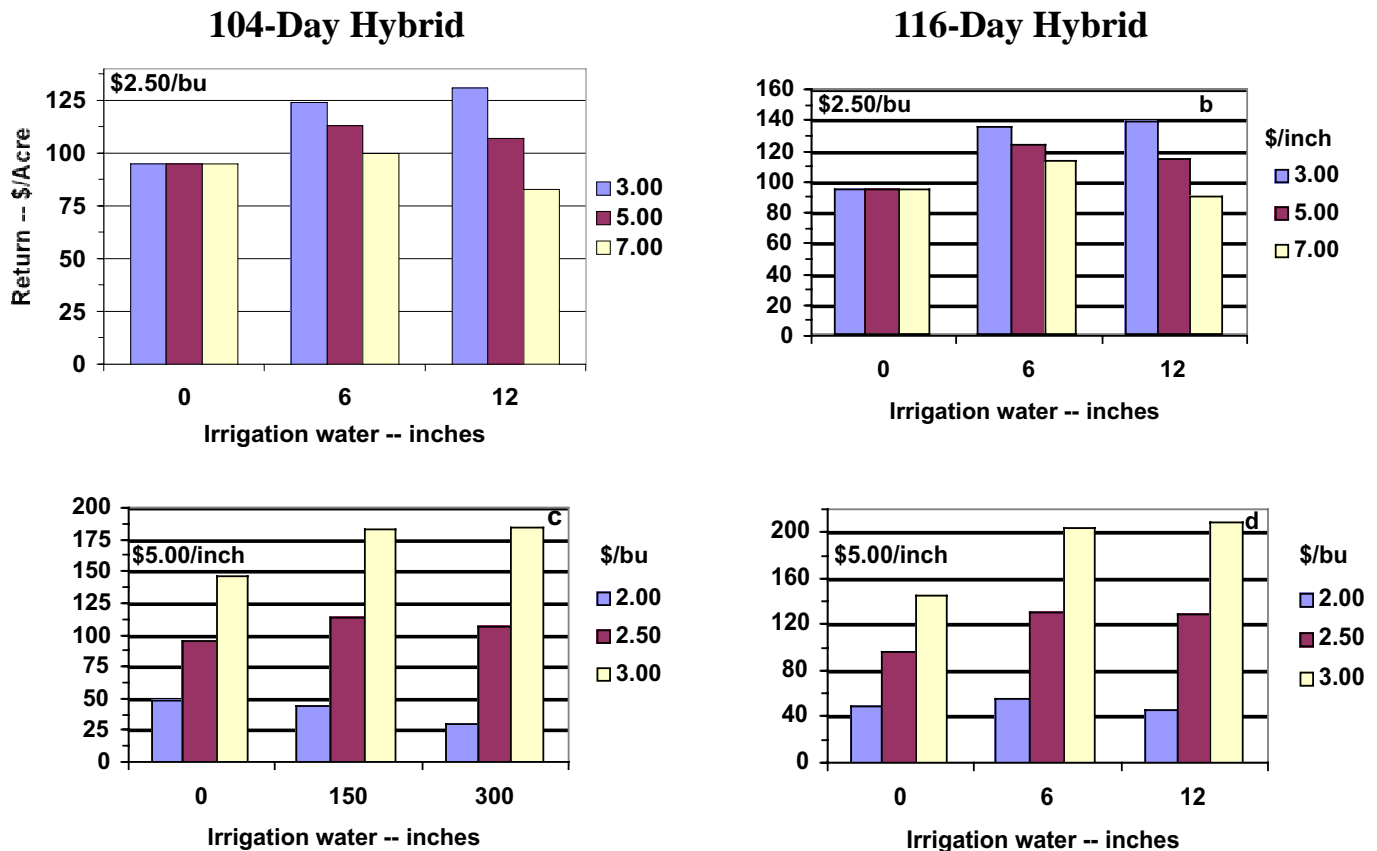 104-Day Hybrid
116-Day Hybrid
$2.50/bu
125
100
75
50
25
0
Return -- $/Acre
0 6 12
Irrigation water -- inches
3.00
5.00
7.00
$2.50/bu b
160
140
120
100
80
60
40
20
0
0 6 12
Irrigation water -- inches
$/inch
3.00
5.00
7.00
c
$5.00/inch
200
175
150
125
100
75
50
25
0
0 150 300
Irrigation water -- inches
$/bu
2.00
2.50
3.00
d
$5.00/inch
200
160
120
80
40
0
0 6 12
Irrigation water -- inches
$/bu
2.00
2.50
3.00